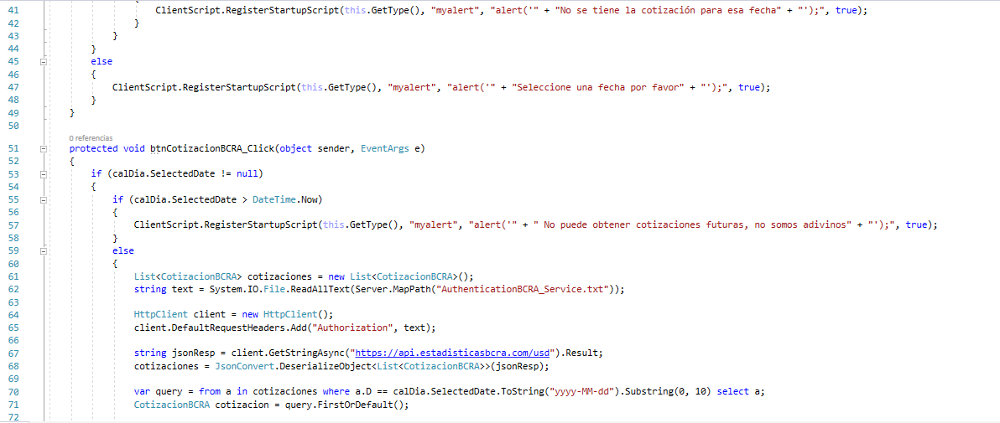 41 ClientScript.RegisterStartupScript(this.GetType(), "myalert", "alert('" + "No se tiene la cotización para esa fecha" + "');", true);
42 }
43 }
44 }
45 else
46 {
47 ClientScript.RegisterStartupScript(this.GetType(), "myalert", "alert('" + "Seleccione una fecha por favor" + "');", true);
48 }
49 }
50
0 referencias
51 protected void btnCotizacionBCRA_Click(object sender, EventArgs e)
52 {
53 if (calDia.SelectedDate != null)
54 {
55 if (calDia.SelectedDate > DateTime.Now)
56 {
57 ClientScript.RegisterStartupScript(this.GetType(), "myalert", "alert('" + " No puede obtener cotizaciones futuras, no somos adivinos" + "');", true);
58 }
59 else
60 {
61 List<CotizacionBCRA> cotizaciones = new List<CotizacionBCRA>();
62 string text = System.IO.File.ReadAllText(Server.MapPath("AuthenticationBCRA_Service.txt"));
63
64 HttpClient client = new HttpClient();
65 client.DefaultRequestHeaders.Add("Authorization", text);
66
67 string jsonResp = client.GetStringAsync("https://api.estadisticasbcra.com/usd").Result;
68 cotizaciones = JsonConvert.DeserializeObject<List<CotizacionBCRA>>(jsonResp);
69
70 var query = from a in cotizaciones where a.D == calDia.SelectedDate.ToString("yyyy-MM-dd").Substring(0, 10) select a;
71 CotizacionBCRA cotizacion = query.FirstOrDefault();
72